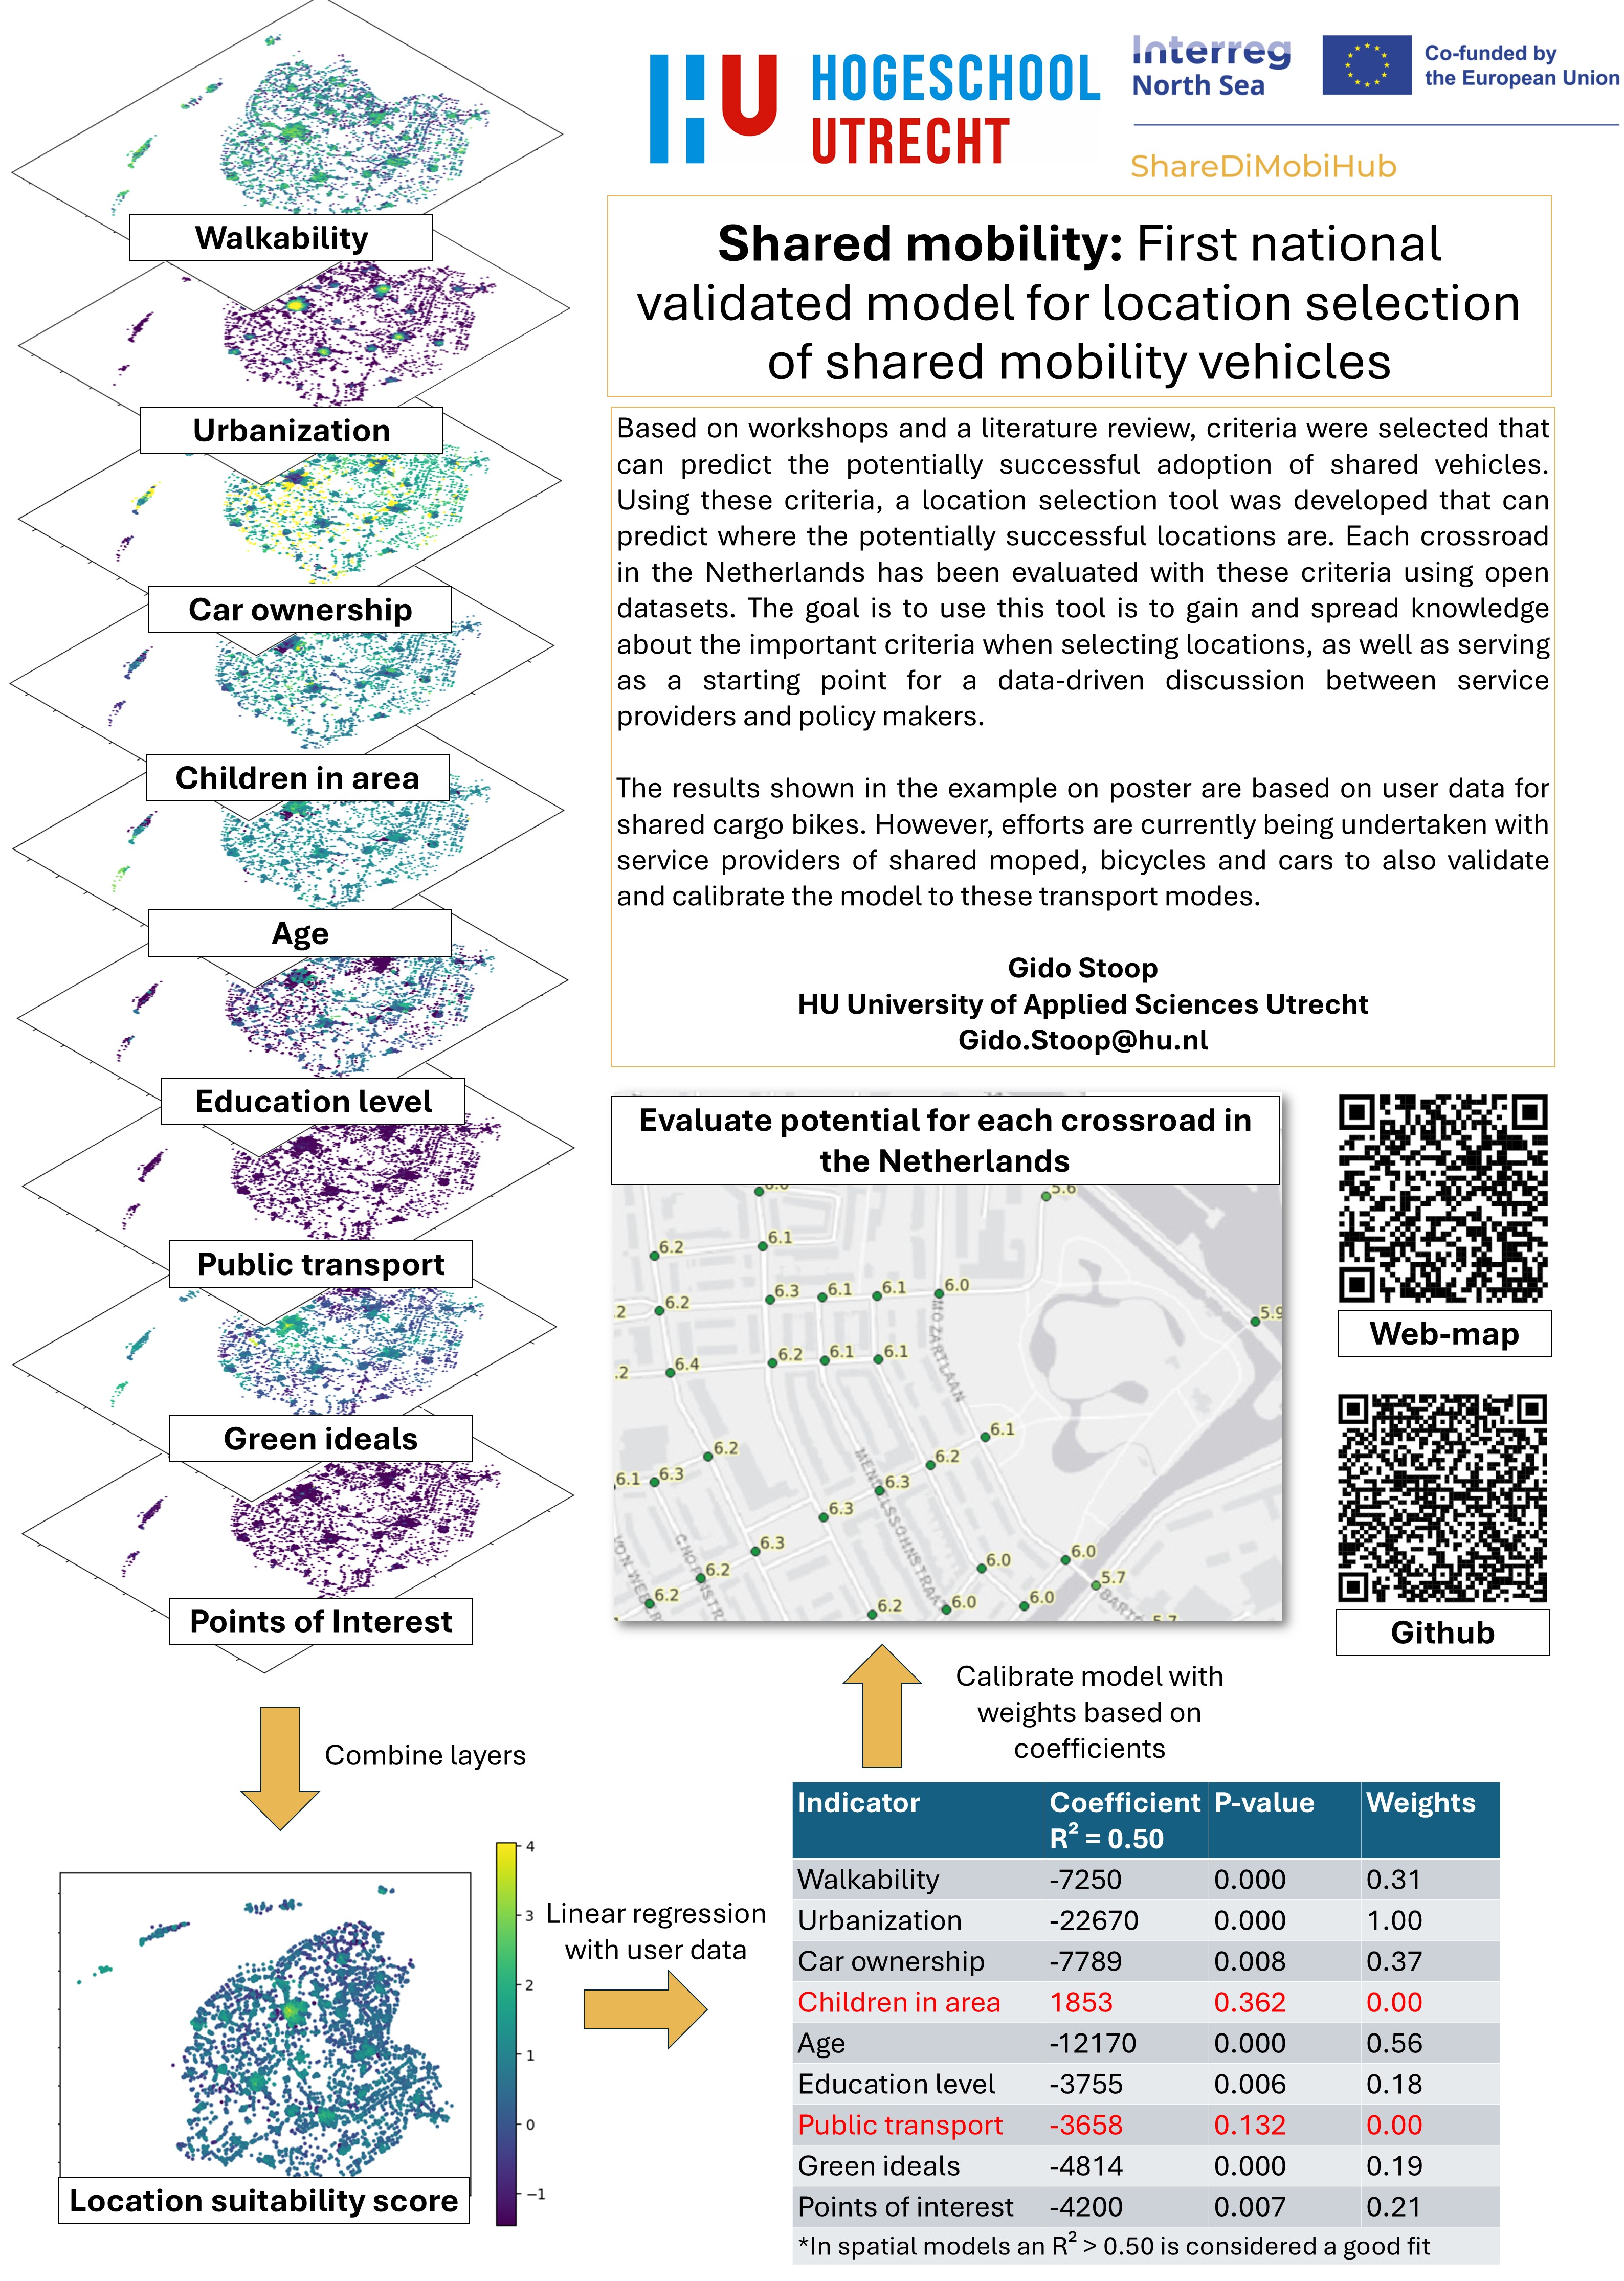 HOGESCHOOL
UTRECHT
Interreg
North Sea
Co-funded by
the European Union
ShareDiMobiHub
Shared mobility: First national
validated model for location selection
of shared mobility vehicles
Based on workshops and a literature review, criteria were selected that
can predict the potentially successful adoption of shared vehicles.
Using these criteria, a location selection tool was developed that can
predict where the potentially successful locations are. Each crossroad
in the Netherlands has been evaluated with these criteria using open
datasets. The goal is to use this tool is to gain and spread knowledge
about the important criteria when selecting locations, as well as serving
as a starting point for a data-driven discussion between service
providers and policy makers.
The results shown in the example on poster are based on user data for
shared cargo bikes. However, efforts are currently being undertaken with
service providers of shared moped, bicycles and cars to also validate
and calibrate the model to these transport modes.
Gido Stoop
HU University of Applied Sciences Utrecht
Gido.Stoop@hu.nl
Walkability
Urbanization
Car ownership
Children in area
Age
Education level
Public transport
Green ideals
Points of Interest
Combine layers
Location suitability score
4
3
2
1
0
−1
Linear regression
with user data
Evaluate potential for each crossroad in
the Netherlands
5.6
6.2 6.1
.2 6.2 6.3 6.1 6.1 6.0
5.9
.2 6.4 6.2 6.1 6.1
MOZARTLAAN
6.1
6.2 6.2
6.1 6.3 6.3
MENDELSSOHNSTRAAT
6.3
6.3
6.0 6.0
6.2 5.7
6.2 6.2 6.0 6.0
5.7
Web-map
Github
Calibrate model with
weights based on
coefficients
Indicator Coefficient P-value Weights
R² = 0.50
Walkability -7250 0.000 0.31
Urbanization -22670 0.000 1.00
Car ownership -7789 0.008 0.37
Children in area 1853 0.362 0.00
Age -12170 0.000 0.56
Education level -3755 0.006 0.18
Public transport -3658 0.132 0.00
Green ideals -4814 0.000 0.19
Points of interest -4200 0.007 0.21
*In spatial models an R² > 0.50 is considered a good fit